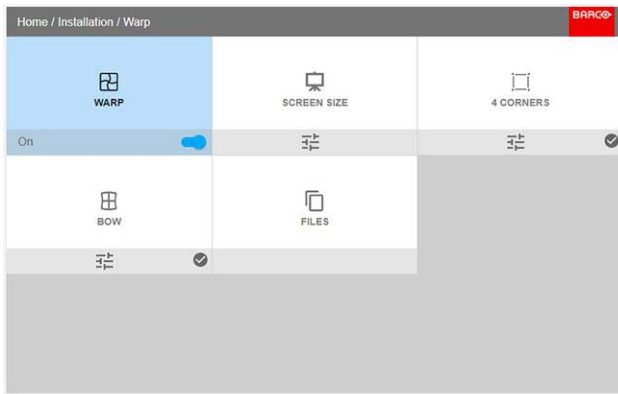 Home / Installation / Warp
BARCO
WARP
SCREEN SIZE
4 CORNERS
On
BOW
FILES